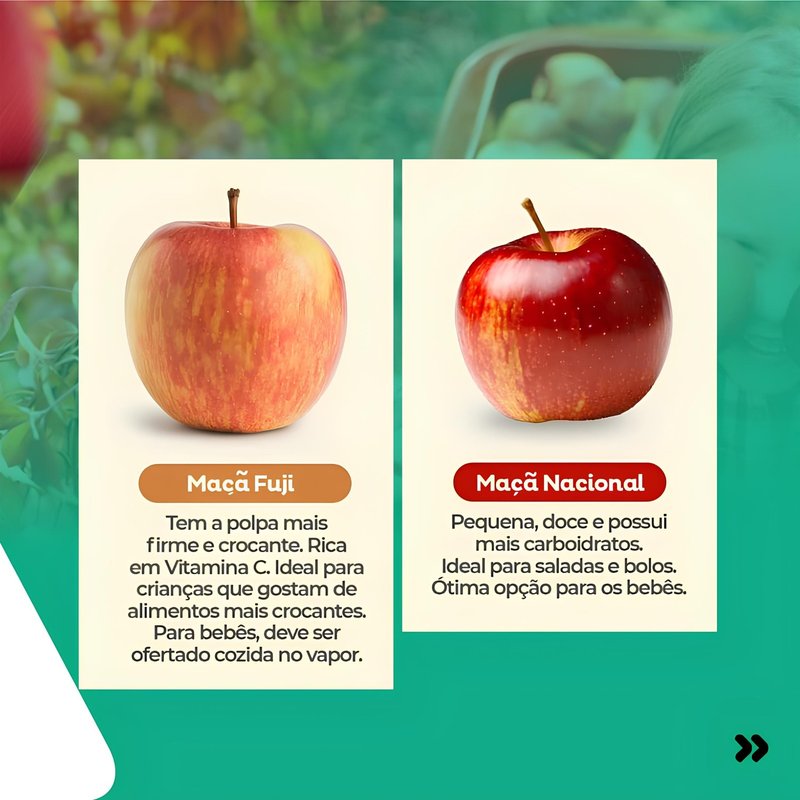 Maçã Fuji
Tem a polpa mais
firme e crocante. Rica
em Vitamina C. Ideal para
crianças que gostam de
alimentos mais crocantes.
Para bebês, deve ser
ofertado cozida no vapor.
Maçã Nacional
Pequena, doce e possui
mais carboidratos.
Ideal para saladas e bolos.
Ótima opção para os bebês.